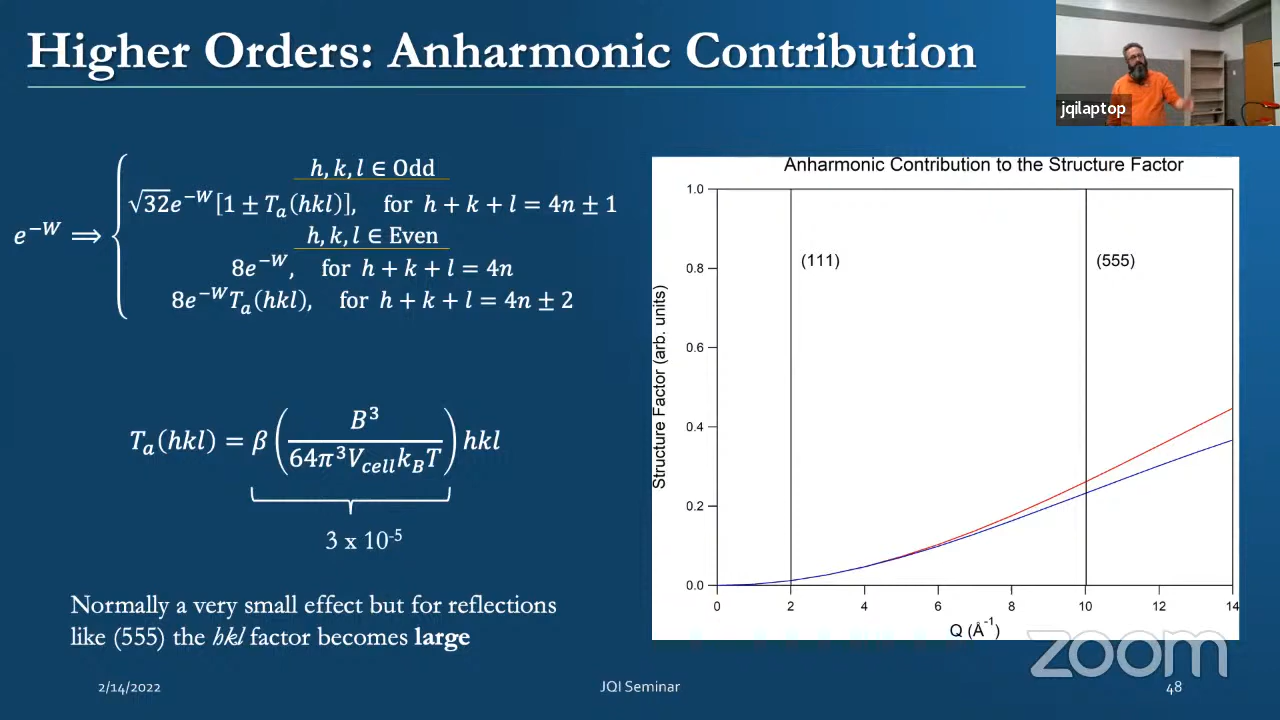 Higher Orders: Anharmonic Contribution
jqilaptop
h, k, l ∈ Odd
e^{-W} ⟹ { √32e^{-W}[1 ± T_a(hkl)], for h + k + l = 4n ± 1
h, k, l ∈ Even
8e^{-W}, for h + k + l = 4n
8e^{-W}T_a(hkl), for h + k + l = 4n ± 2
T_a(hkl) = β (B^3 / 64π^3V_{cell}k_BT) hkl
3 x 10^{-5}
Normally a very small effect but for reflections
like (555) the hkl factor becomes large
Anharmonic Contribution to the Structure Factor
Structure Factor (arb. units)
1.0
0.8
0.6
0.4
0.2
0.0
(111)
(555)
0 2 4 6 8 10 12 14
Q (Å^{-1})
zoom
2/14/2022
JQI Seminar
48